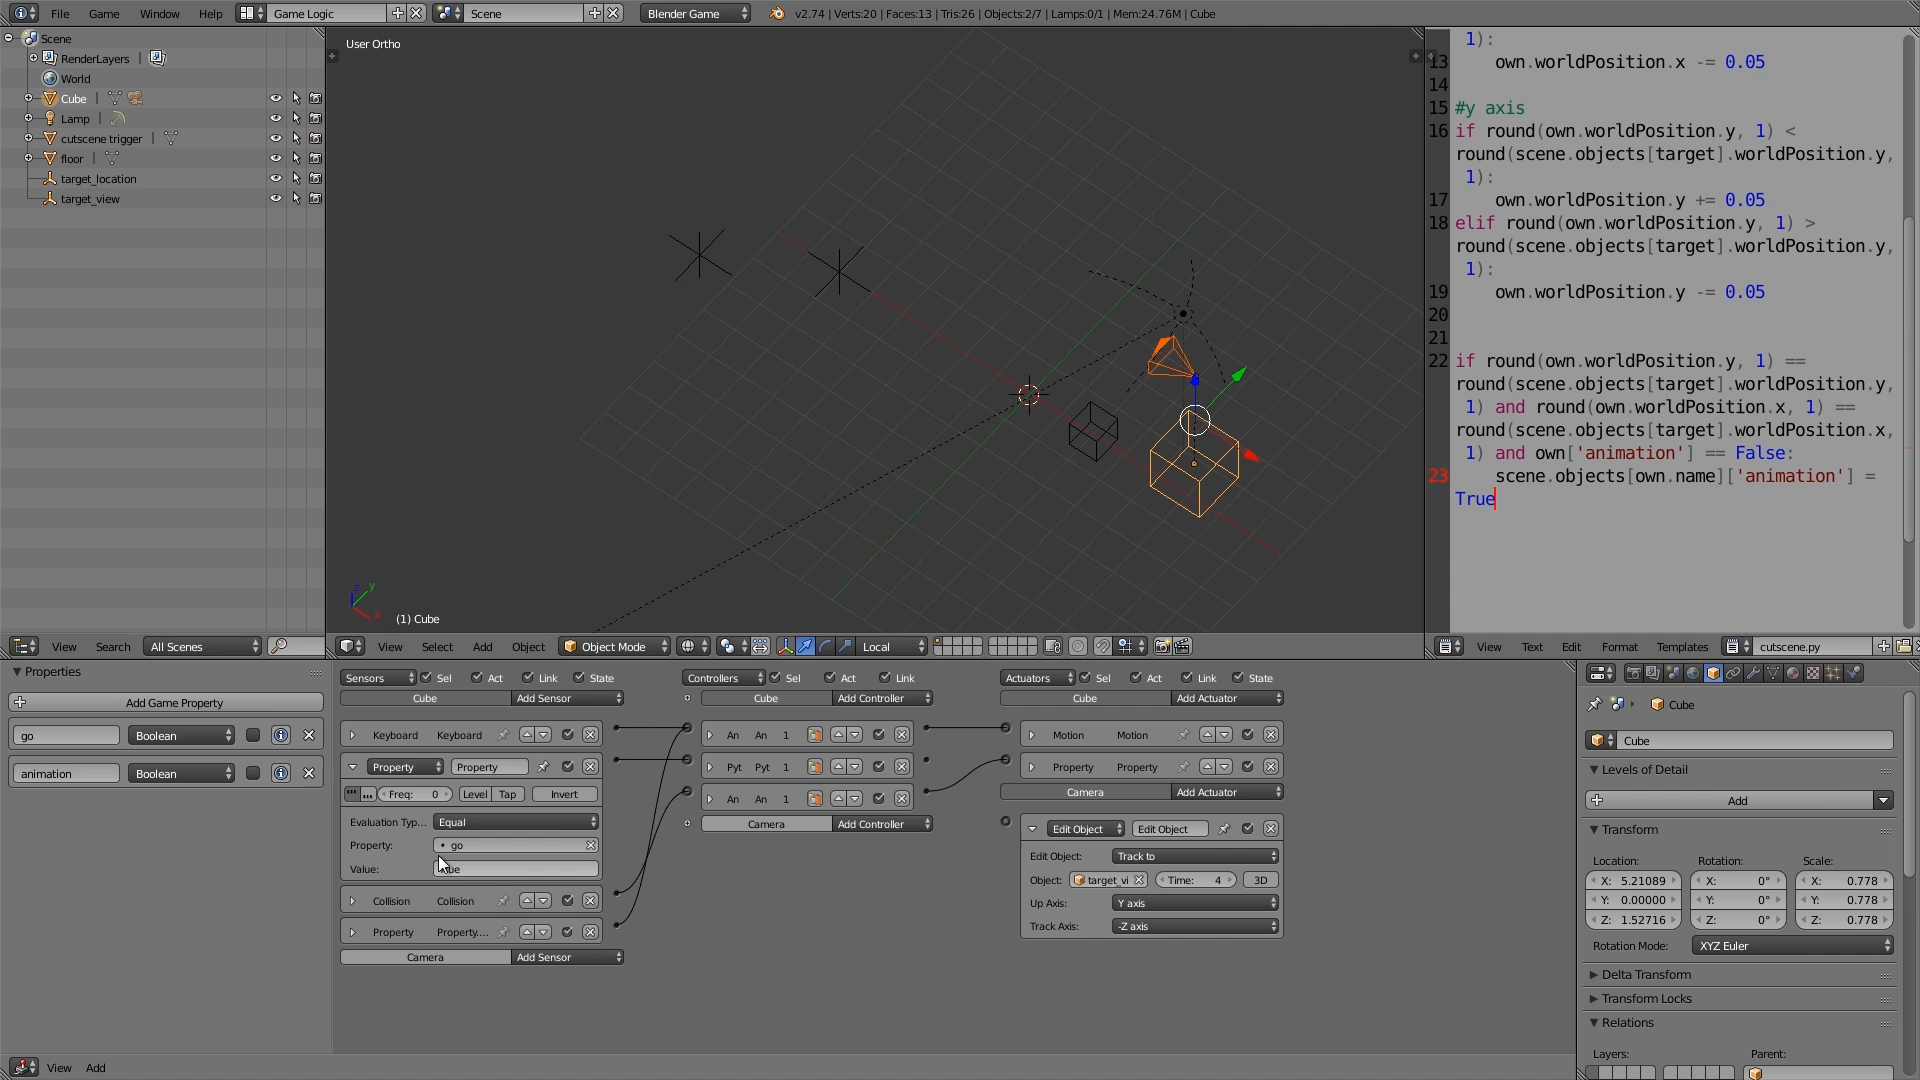 File Game Window Help Game Logic Scene Blender Game v2.74 | Verts:20 | Faces:13 | Tris:26 | Objects:2/7 | Lamps:0/1 | Mem:24.76M | Cube
Scene
RenderLayers
World
Cube
Lamp
cutscene trigger
floor
target_location
target_view
View Search All Scenes
User Ortho
z y x
(1) Cube
View Select Add Object Object Mode Local
1):
13 own.worldPosition.x -= 0.05
14
15 #y axis
16 if round(own.worldPosition.y, 1) <
round(scene.objects[target].worldPosition.y,
1):
17 own.worldPosition.y += 0.05
18 elif round(own.worldPosition.y, 1) >
round(scene.objects[target].worldPosition.y,
1):
19 own.worldPosition.y -= 0.05
20
21
22 if round(own.worldPosition.y, 1) ==
round(scene.objects[target].worldPosition.y,
1) and round(own.worldPosition.x, 1) ==
round(scene.objects[target].worldPosition.x,
1) and own['animation'] == False:
23 scene.objects[own.name]['animation'] =
True
View Text Edit Format Templates cutscene.py
Properties
Add Game Property
go Boolean
animation Boolean
Sensors Sel Act Link State
Cube Add Sensor
Keyboard Keyboard
Property Property
Freq: 0 Level Tap Invert
Evaluation Typ... Equal
Property: go
Value:
Collision Collision
Property Property....
Camera Add Sensor
Controllers Sel Act Link
Cube Add Controller
An An 1
Pyt Pyt 1
An An 1
Camera Add Controller
Actuators Sel Act Link State
Cube Add Actuator
Motion Motion
Property Property
Camera Add Actuator
Edit Object Edit Object
Edit Object: Track to
Object: target_vi Time: 4 3D
Up Axis: Y axis
Track Axis: -Z axis
View Add
Cube
Cube
Levels of Detail
Add
Transform
Location: Rotation: Scale:
X: 5.21089 X: 0° X: 0.778
Y: 0.00000 Y: 0° Y: 0.778
Z: 1.52716 Z: 0° Z: 0.778
Rotation Mode: XYZ Euler
Delta Transform
Transform Locks
Relations
Layers: Parent: